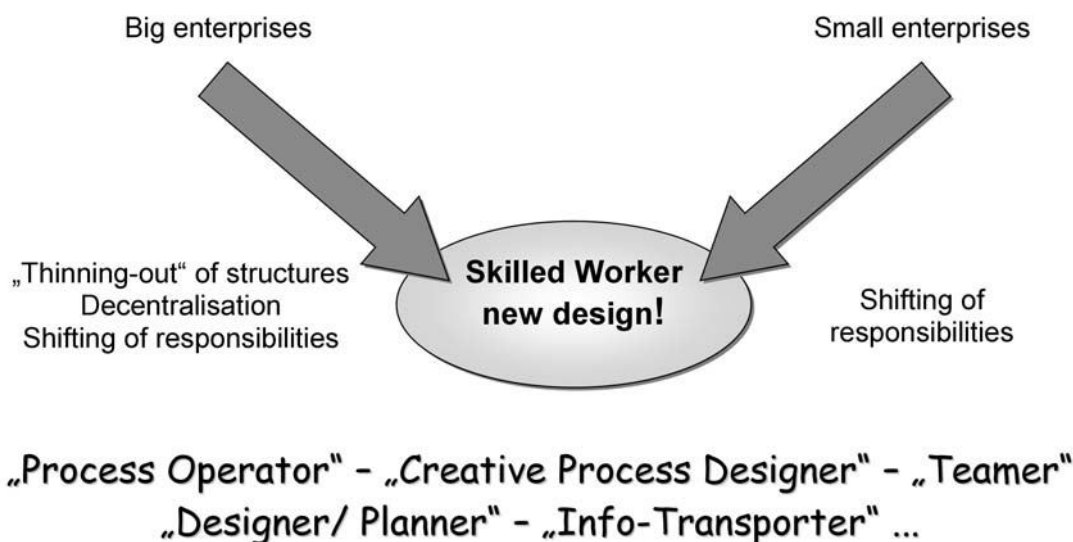 Big enterprises
Small enterprises
„Thinning-out“ of structures
Decentralisation
Shifting of responsibilities
Skilled Worker
new design!
Shifting of
responsibilities
„Process Operator“ – „Creative Process Designer“ – „Teamer“
„Designer/ Planner“ – „Info-Transporter“ ...